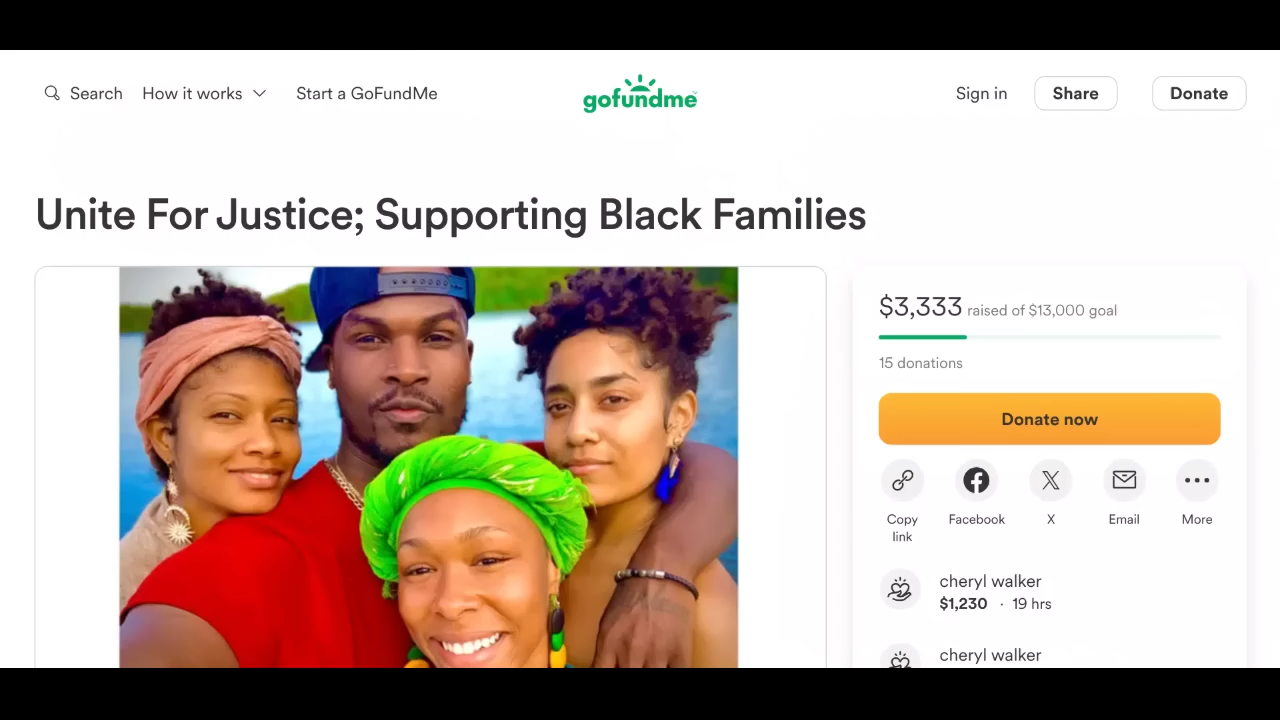 Search How it works Start a GoFundMe gofundme Sign in Share Donate
Unite For Justice; Supporting Black Families
$3,333 raised of $13,000 goal
15 donations
Donate now
Copy link Facebook X Email More
cheryl walker
$1,230 · 19 hrs
cheryl walker